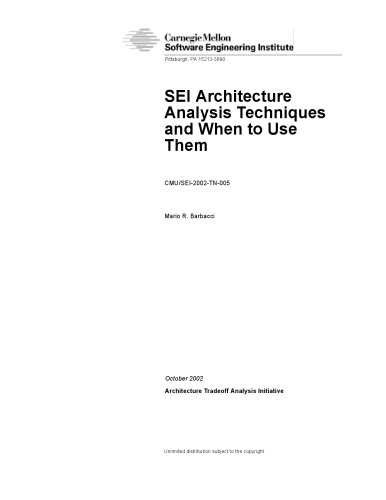 Carnegie Mellon
Software Engineering Institute
Pittsburgh, PA 15213-3890
SEI Architecture
Analysis Techniques
and When to Use
Them
CMU/SEI-2002-TN-005
Mario R. Barbacci
October 2002
Architecture Tradeoff Analysis Initiative
Unlimited distribution subject to the copyright